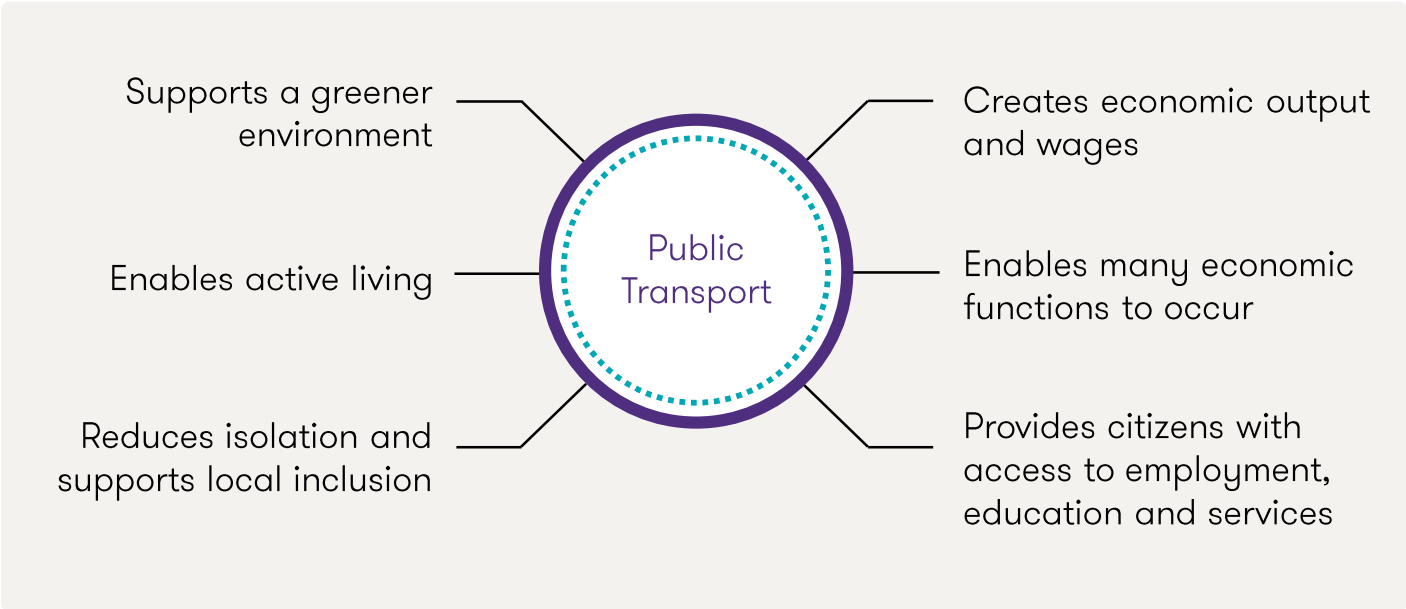 Supports a greener
environment
Enables active living
Reduces isolation and
supports local inclusion
Public
Transport
Creates economic output
and wages
Enables many economic
functions to occur
Provides citizens with
access to employment,
education and services